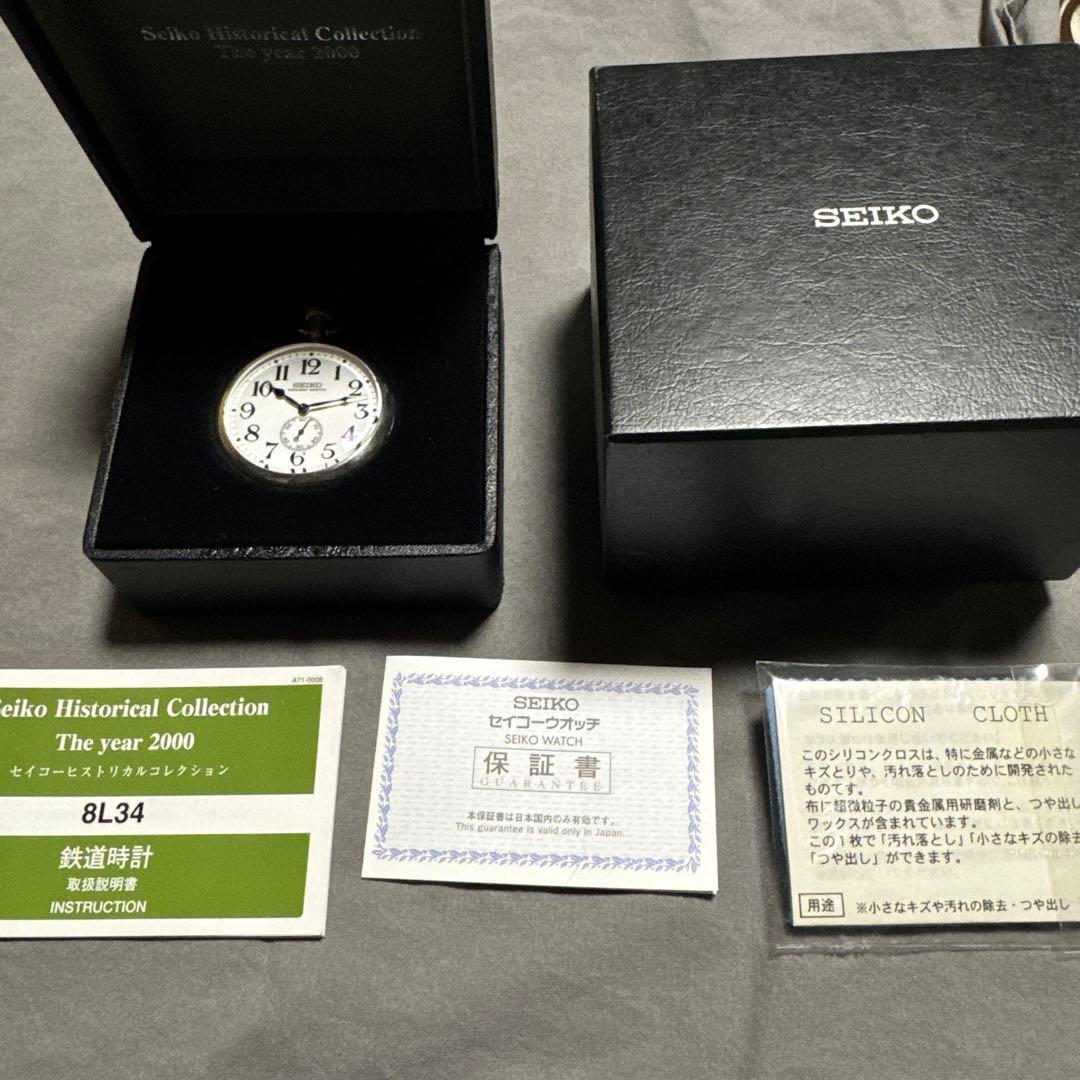 Seiko Historical Collection
The year 2000
SEIKO
11 12 1
10 2
9 3
8 4
7 6 5
SEIKO
A71-0008
Seiko Historical Collection
The year 2000
セイコーヒストリカルコレクション
8L34
鉄道時計
取扱説明書
INSTRUCTION
SEIKO
セイコーウオッチ
SEIKO WATCH
保証書
GUARANTEE
本保証書は日本国内のみ有効です。
This guarantee is valid only in Japan.
SILICON CLOTH
このシリコンクロスは、特に金属などの小さな
キズとりや、汚れ落としのために開発された
ものてす。
布に超微粒子の貴金属用研磨剤と、つや出し
ワックスが含まれています。
この1枚で「汚れ落とし」「小さなキズの除去
「つや出し」ができます。
用途 ※小さなキズや汚れの除去・つや出し